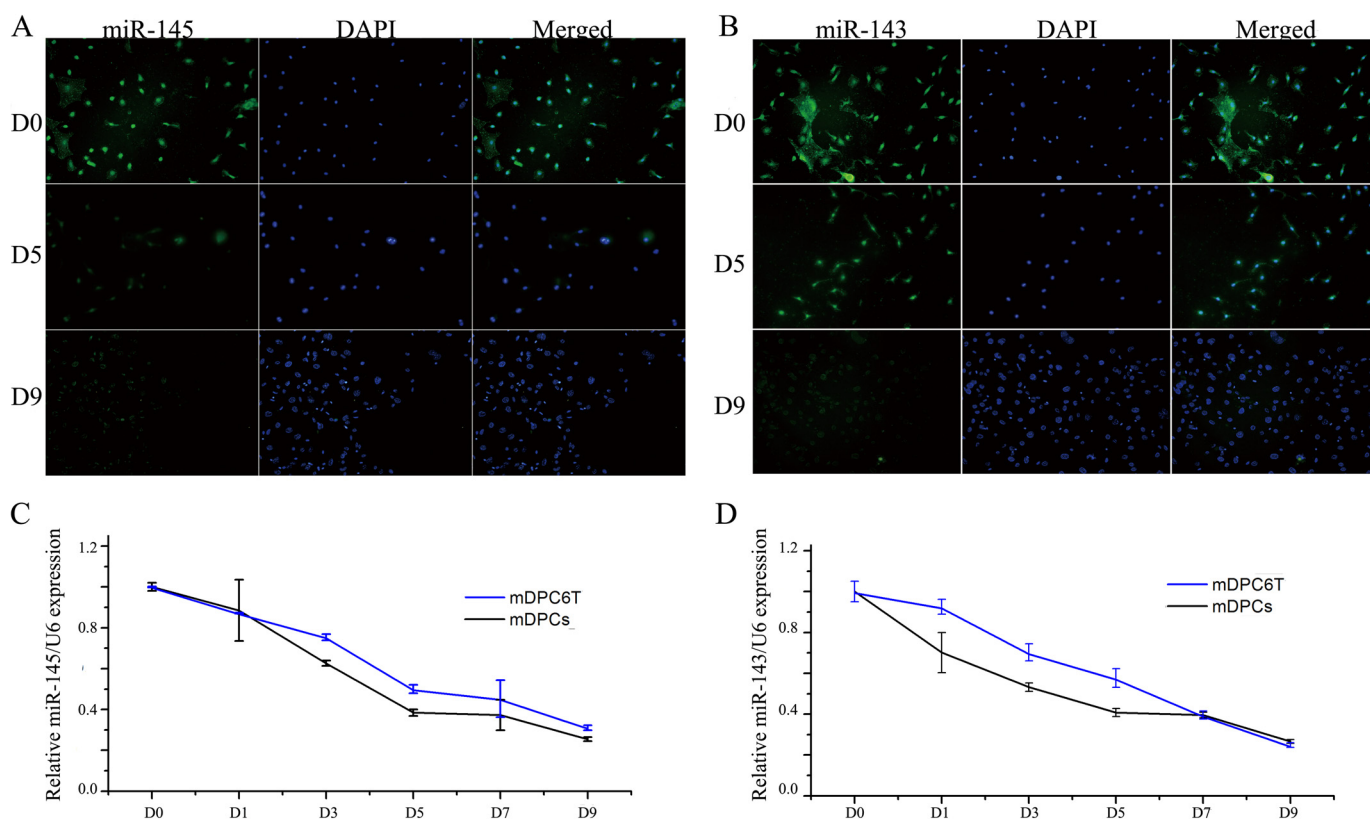 A
miR-145 DAPI Merged
D0
D5
D9
B
miR-143 DAPI Merged
D0
D5
D9
C
Relative miR-145/U6 expression
1.2
0.8
0.4
0.0
mDPC6T
mDPCs
D0 D1 D3 D5 D7 D9
D
Relative miR-143/U6 expression
1.2
0.8
0.4
0.0
mDPC6T
mDPCs
D0 D1 D3 D5 D7 D9